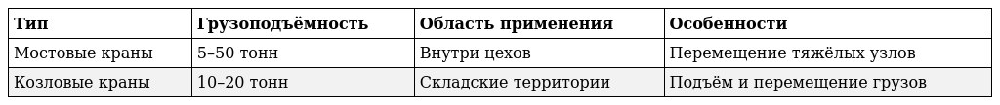 Тип Грузоподъёмность Область применения Особенности
Мостовые краны 5–50 тонн Внутри цехов Перемещение тяжёлых узлов
Козловые краны 10–20 тонн Складские территории Подъём и перемещение грузов